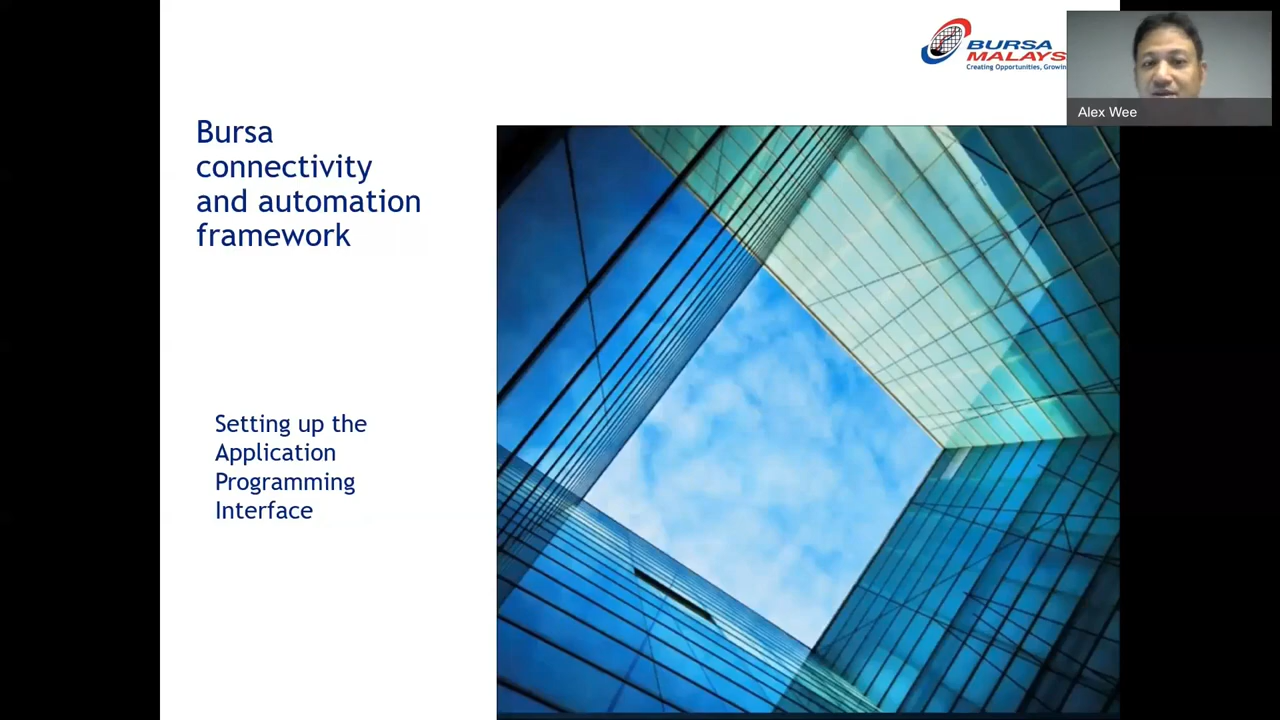 BURSA
MALAYS
Creating Opportunities, Growin
Alex Wee
Bursa
connectivity
and automation
framework
Setting up the
Application
Programming
Interface